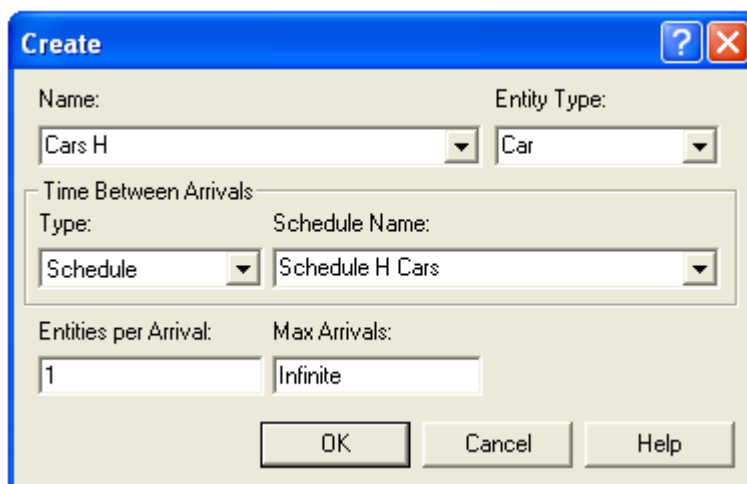 Create
Name: Entity Type:
Cars H Car
Time Between Arrivals
Type: Schedule Name:
Schedule Schedule H Cars
Entities per Arrival: Max Arrivals:
1 Infinite
OK Cancel Help